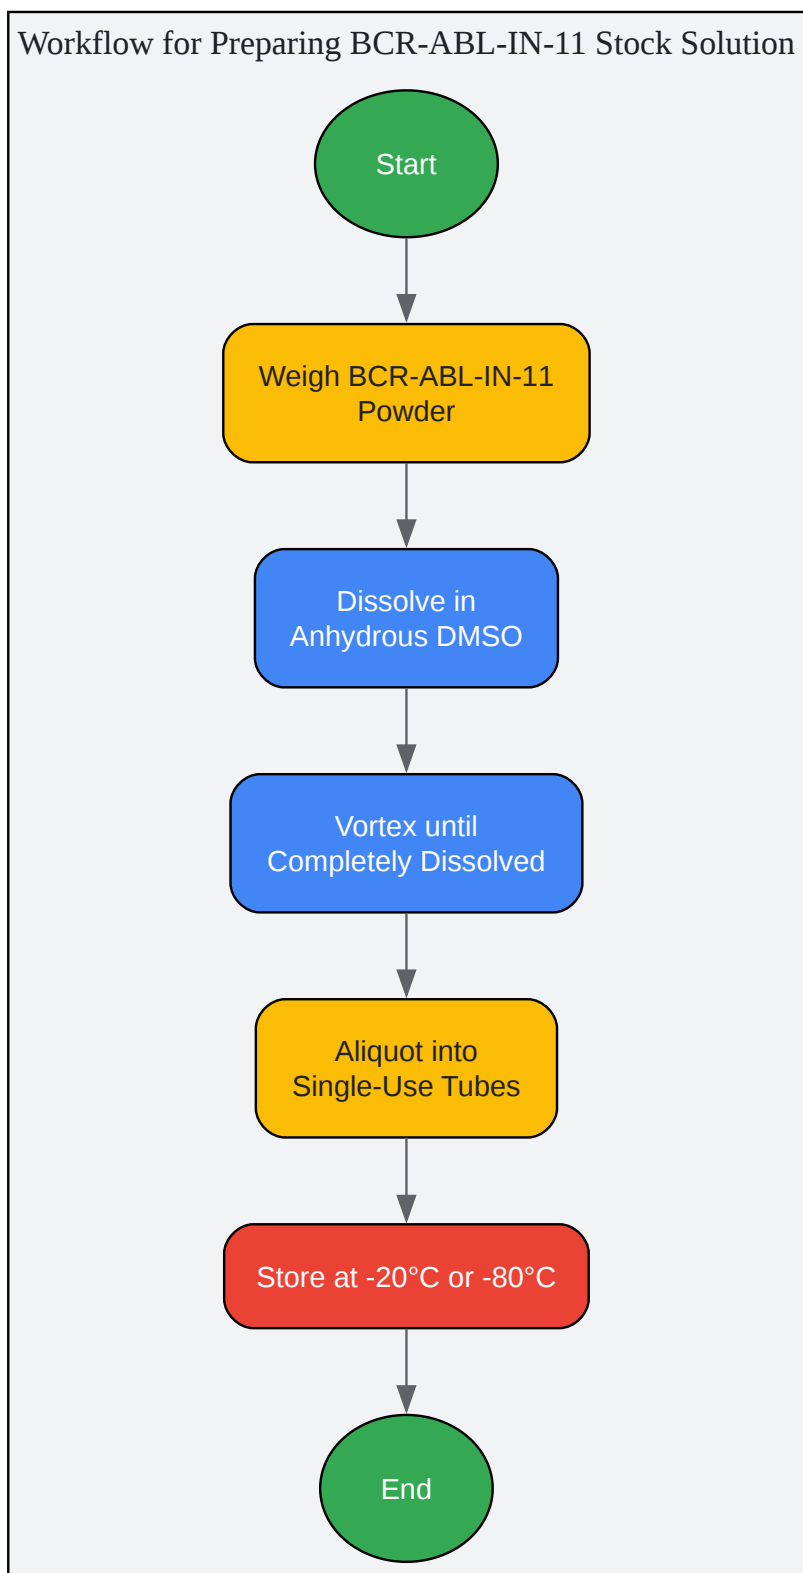 Workflow for Preparing BCR-ABL-IN-11 Stock Solution
Start
Weigh BCR-ABL-IN-11
Powder
Dissolve in
Anhydrous DMSO
Vortex until
Completely Dissolved
Aliquot into
Single-Use Tubes
Store at -20°C or -80°C
End